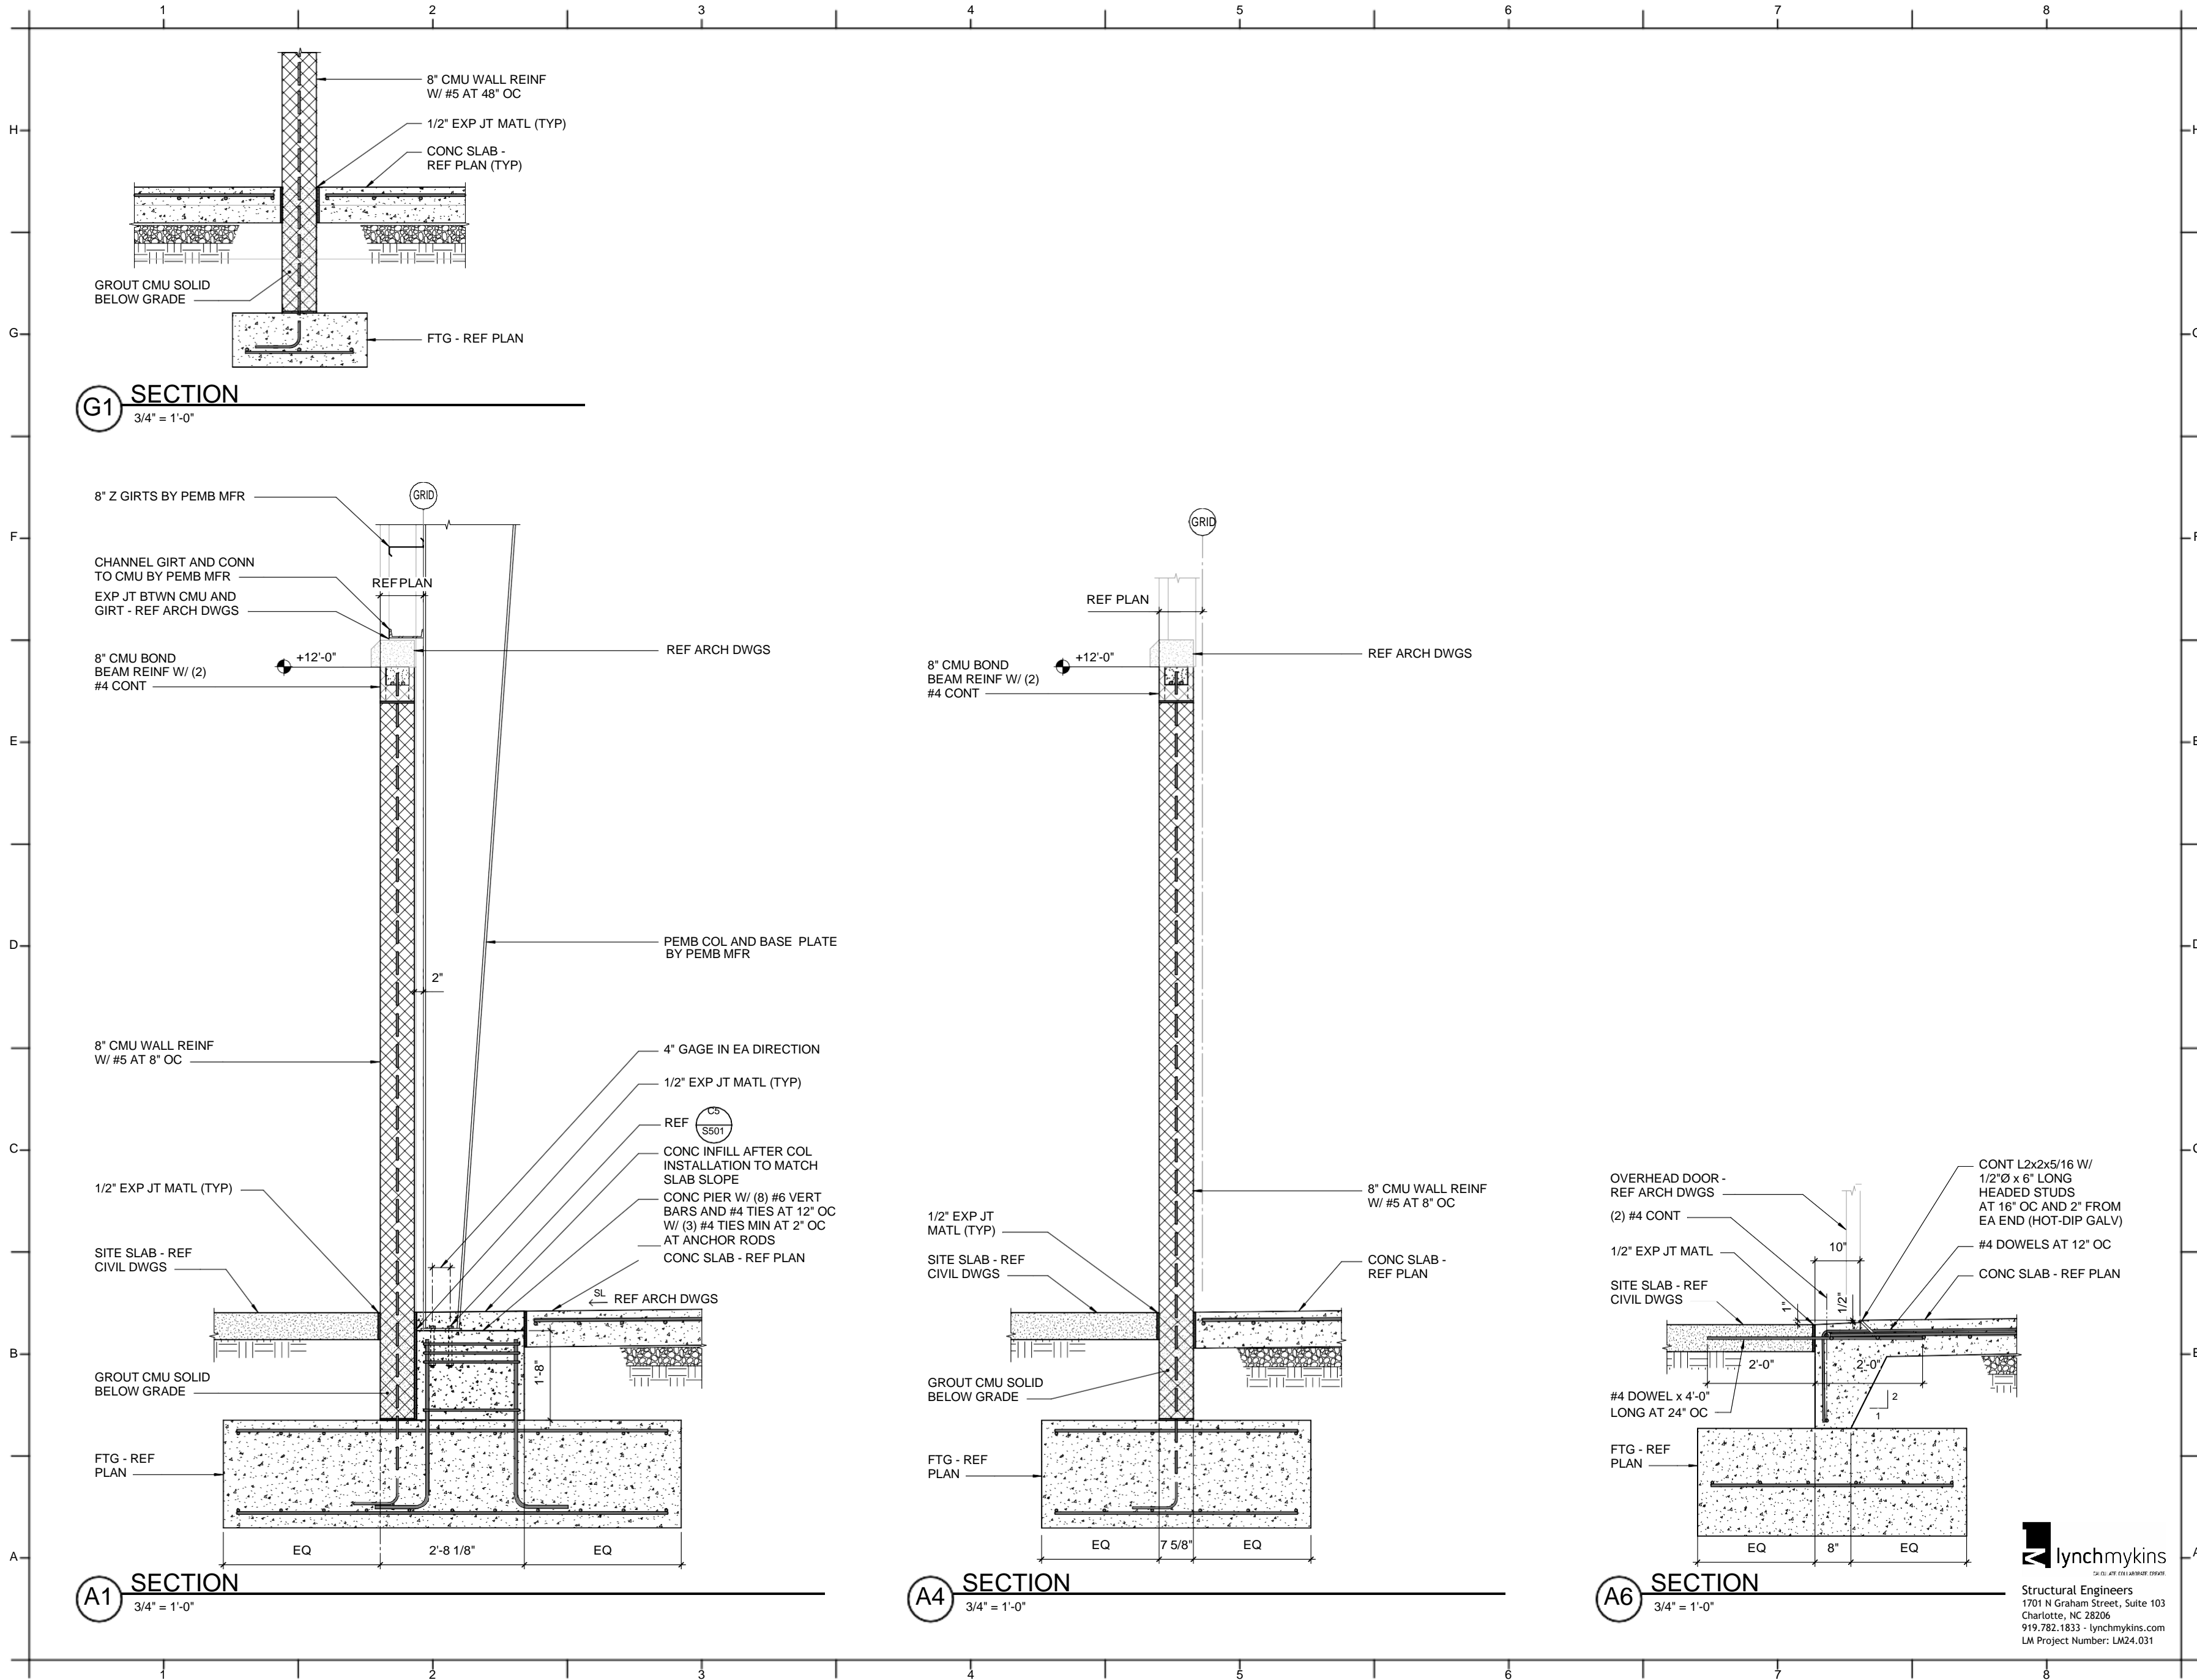 1 2 3 4 5 6 7 8
H
G
F
E
D
C
B
A
8" CMU WALL REINF
W/ #5 AT 48" OC
1/2" EXP JT MATL (TYP)
CONC SLAB -
REF PLAN (TYP)
GROUT CMU SOLID
BELOW GRADE
FTG - REF PLAN
G1 SECTION
3/4" = 1'-0"
GRID
8" Z GIRTS BY PEMB MFR
CHANNEL GIRT AND CONN
TO CMU BY PEMB MFR
REF PLAN
EXP JT BTWN CMU AND
GIRT - REF ARCH DWGS
REF ARCH DWGS
8" CMU BOND
BEAM REINF W/ (2)
#4 CONT
+12'-0"
PEMB COL AND BASE PLATE
BY PEMB MFR
2"
8" CMU WALL REINF
W/ #5 AT 8" OC
4" GAGE IN EA DIRECTION
1/2" EXP JT MATL (TYP)
REF C5
S501
CONC INFILL AFTER COL
INSTALLATION TO MATCH
SLAB SLOPE
CONC PIER W/ (8) #6 VERT
BARS AND #4 TIES AT 12" OC
W/ (3) #4 TIES MIN AT 2" OC
AT ANCHOR RODS
CONC SLAB - REF PLAN
1/2" EXP JT MATL (TYP)
SITE SLAB - REF
CIVIL DWGS
SL
REF ARCH DWGS
1'-8"
GROUT CMU SOLID
BELOW GRADE
FTG - REF
PLAN
EQ 2'-8 1/8" EQ
A1 SECTION
3/4" = 1'-0"
GRID
REF PLAN
REF ARCH DWGS
8" CMU BOND
BEAM REINF W/ (2)
#4 CONT
+12'-0"
8" CMU WALL REINF
W/ #5 AT 8" OC
1/2" EXP JT
MATL (TYP)
SITE SLAB - REF
CIVIL DWGS
CONC SLAB -
REF PLAN
GROUT CMU SOLID
BELOW GRADE
FTG - REF
PLAN
EQ 7 5/8" EQ
A4 SECTION
3/4" = 1'-0"
OVERHEAD DOOR -
REF ARCH DWGS
(2) #4 CONT
1/2" EXP JT MATL
SITE SLAB - REF
CIVIL DWGS
10"
1"
1/2"
CONT L2x2x5/16 W/
1/2"Ø x 6" LONG
HEADED STUDS
AT 16" OC AND 2" FROM
EA END (HOT-DIP GALV)
#4 DOWELS AT 12" OC
CONC SLAB - REF PLAN
2'-0" 2'-0"
2
1
#4 DOWEL x 4'-0"
LONG AT 24" OC
FTG - REF
PLAN
EQ 8" EQ
A6 SECTION
3/4" = 1'-0"
lynchmykins
CALCULATE. COLLABORATE. CREATE.
Structural Engineers
1701 N Graham Street, Suite 103
Charlotte, NC 28206
919.782.1833 - lynchmykins.com
LM Project Number: LM24.031
H
G
F
E
D
C
B
A
1 2 3 4 5 6 7 8